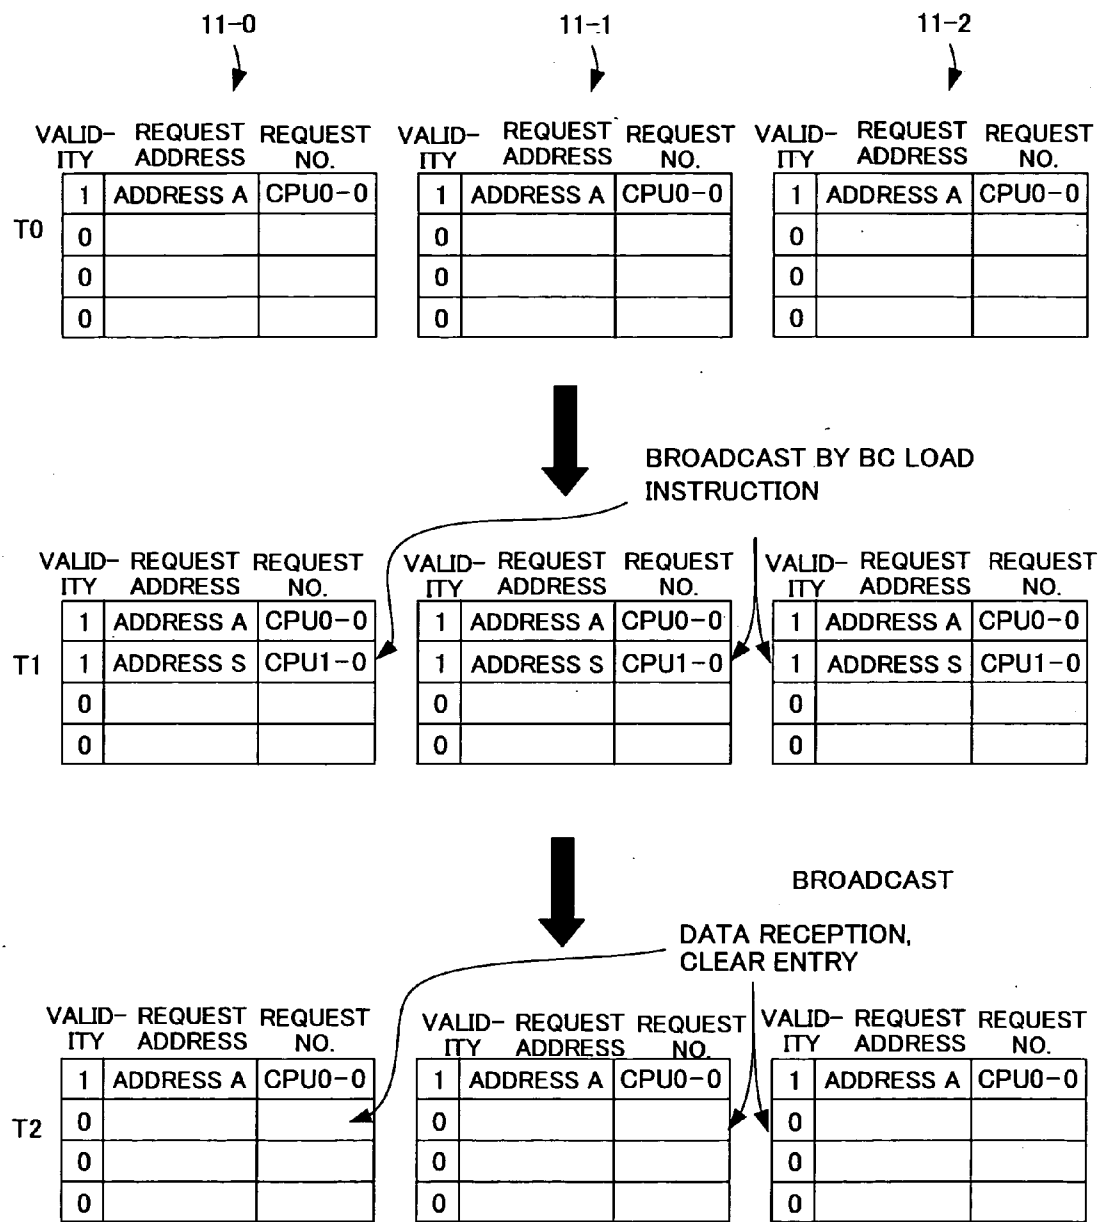 11-0 11-1 11-2
VALID- REQUEST REQUEST VALID- REQUEST REQUEST VALID- REQUEST REQUEST
ITY ADDRESS NO. ITY ADDRESS NO. ITY ADDRESS NO.
1 ADDRESS A CPU0-0 1 ADDRESS A CPU0-0 1 ADDRESS A CPU0-0
T0 0 0 0
0 0 0
0 0 0
BROADCAST BY BC LOAD
INSTRUCTION
VALID- REQUEST REQUEST VALID- REQUEST REQUEST VALID- REQUEST REQUEST
ITY ADDRESS NO. ITY ADDRESS NO. ITY ADDRESS NO.
1 ADDRESS A CPU0-0 1 ADDRESS A CPU0-0 1 ADDRESS A CPU0-0
T1 1 ADDRESS S CPU1-0 1 ADDRESS S CPU1-0 1 ADDRESS S CPU1-0
0 0 0
0 0 0
BROADCAST
DATA RECEPTION,
CLEAR ENTRY
VALID- REQUEST REQUEST VALID- REQUEST REQUEST VALID- REQUEST REQUEST
ITY ADDRESS NO. ITY ADDRESS NO. ITY ADDRESS NO.
1 ADDRESS A CPU0-0 1 ADDRESS A CPU0-0 1 ADDRESS A CPU0-0
T2 0 0 0
0 0 0
0 0 0